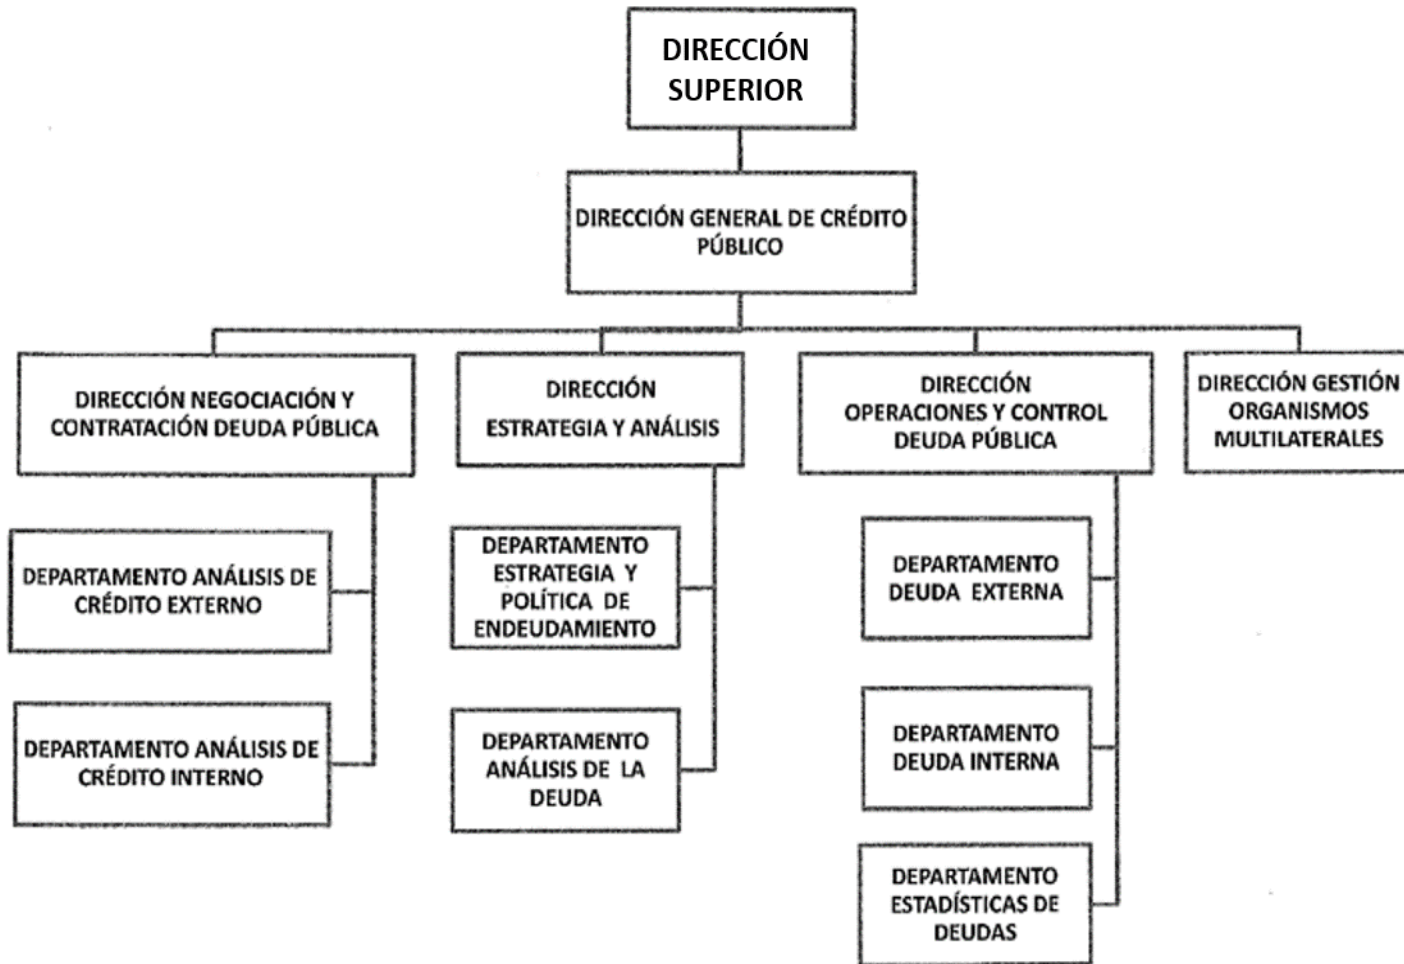 DIRECCIÓN
SUPERIOR
DIRECCIÓN GENERAL DE CRÉDITO
PÚBLICO
DIRECCIÓN NEGOCIACIÓN Y
CONTRATACIÓN DEUDA PÚBLICA
DIRECCIÓN
ESTRATEGIA Y ANÁLISIS
DIRECCIÓN
OPERACIONES Y CONTROL
DEUDA PÚBLICA
DIRECCIÓN GESTIÓN
ORGANISMOS
MULTILATERALES
DEPARTAMENTO ANÁLISIS DE
CRÉDITO EXTERNO
DEPARTAMENTO
ESTRATEGIA Y
POLÍTICA DE
ENDEUDAMIENTO
DEPARTAMENTO
DEUDA EXTERNA
DEPARTAMENTO ANÁLISIS DE
CRÉDITO INTERNO
DEPARTAMENTO
ANÁLISIS DE LA
DEUDA
DEPARTAMENTO
DEUDA INTERNA
DEPARTAMENTO
ESTADÍSTICAS DE
DEUDAS